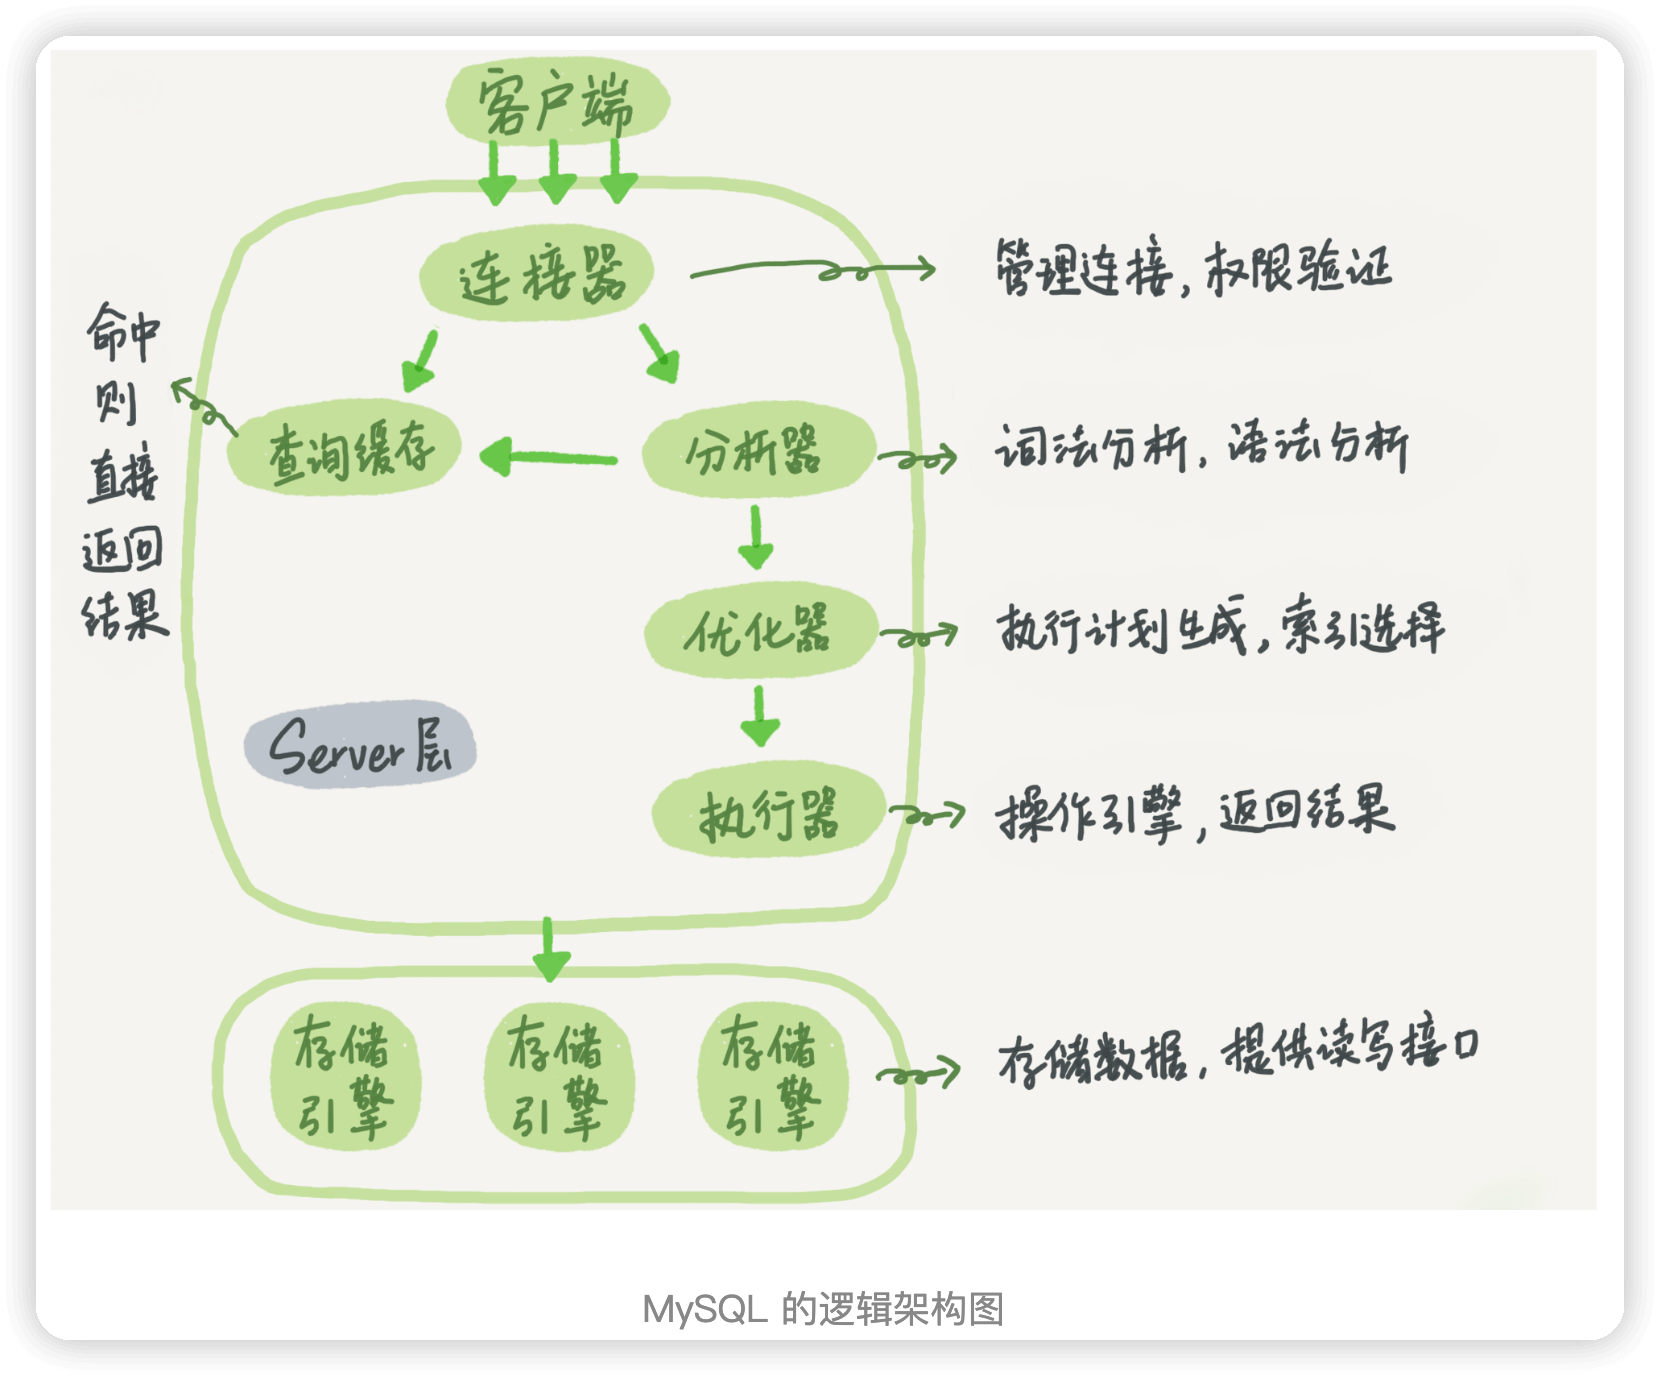 客户端
连接器
管理连接，权限验证
命中
则
直接
返回
结果
查询缓存
分析器
词法分析，语法分析
优化器
执行计划生成，索引选择
Server层
执行器
操作引擎，返回结果
存储
引擎
存储
引擎
存储
引擎
存储数据，提供读写接口
MySQL 的逻辑架构图